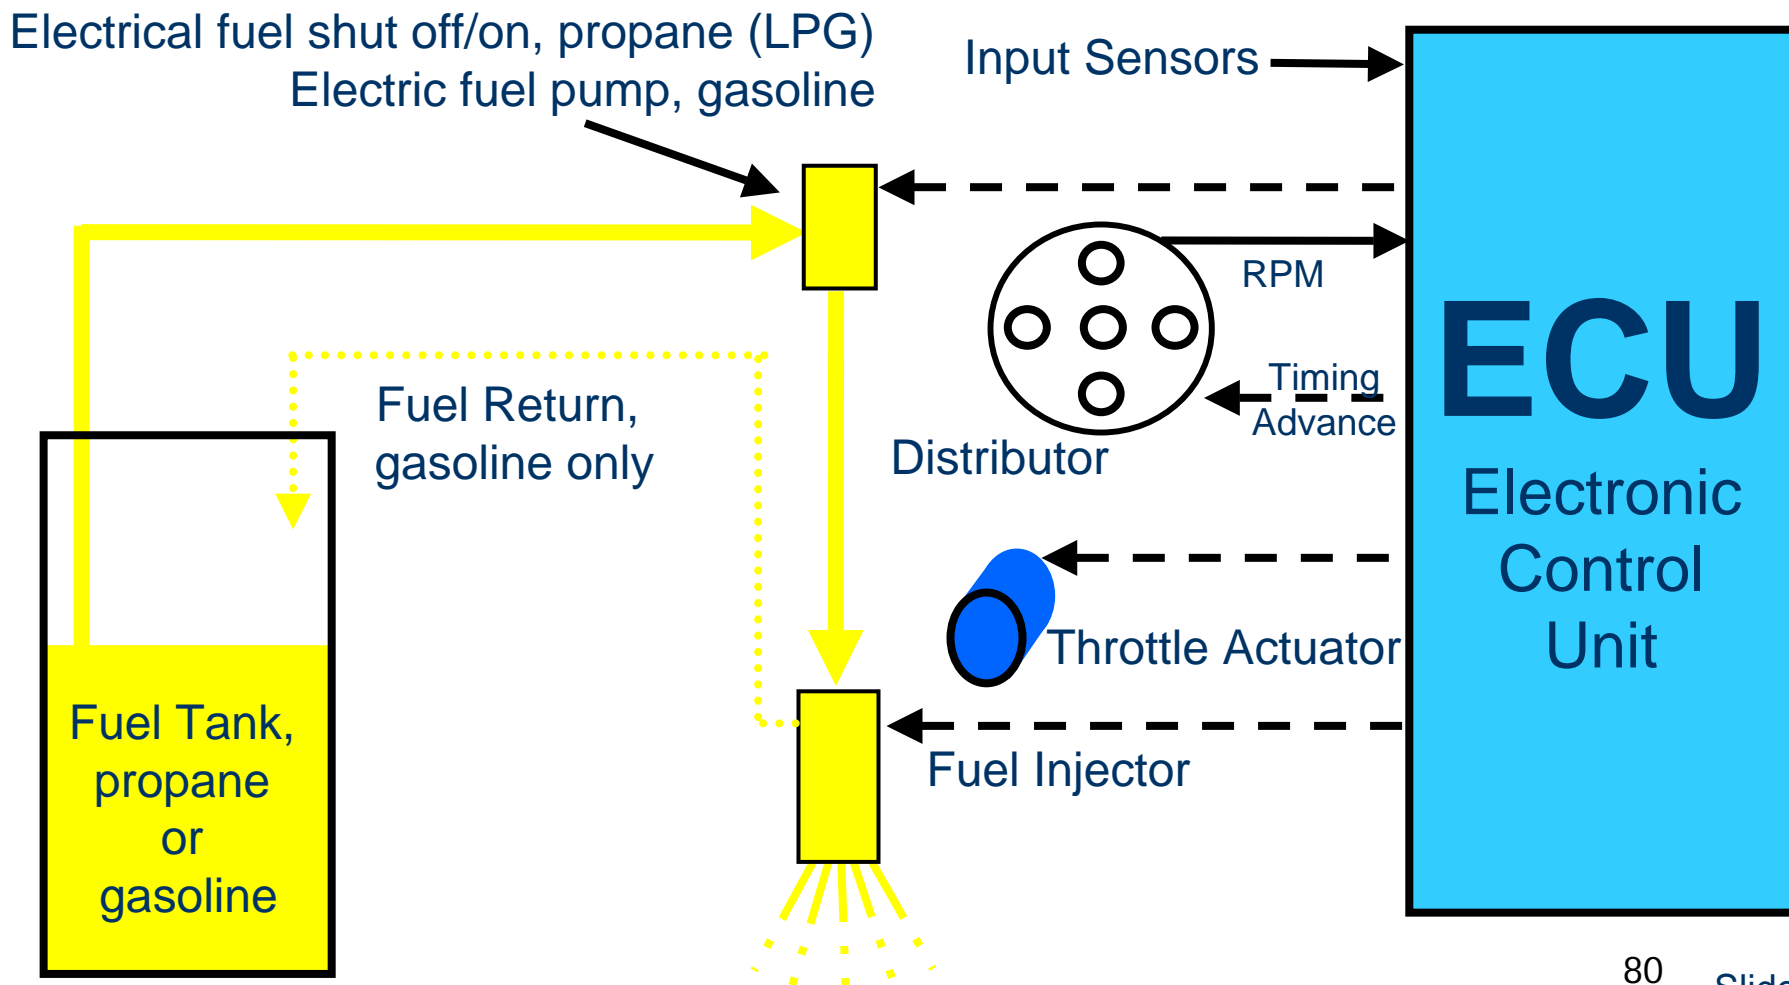 Electrical fuel shut off/on, propane (LPG)
Electric fuel pump, gasoline
Input Sensors
RPM
Timing
Advance
Distributor
Fuel Return,
gasoline only
ECU
Electronic
Control
Unit
Throttle Actuator
Fuel Injector
Fuel Tank,
propane
or
gasoline
80